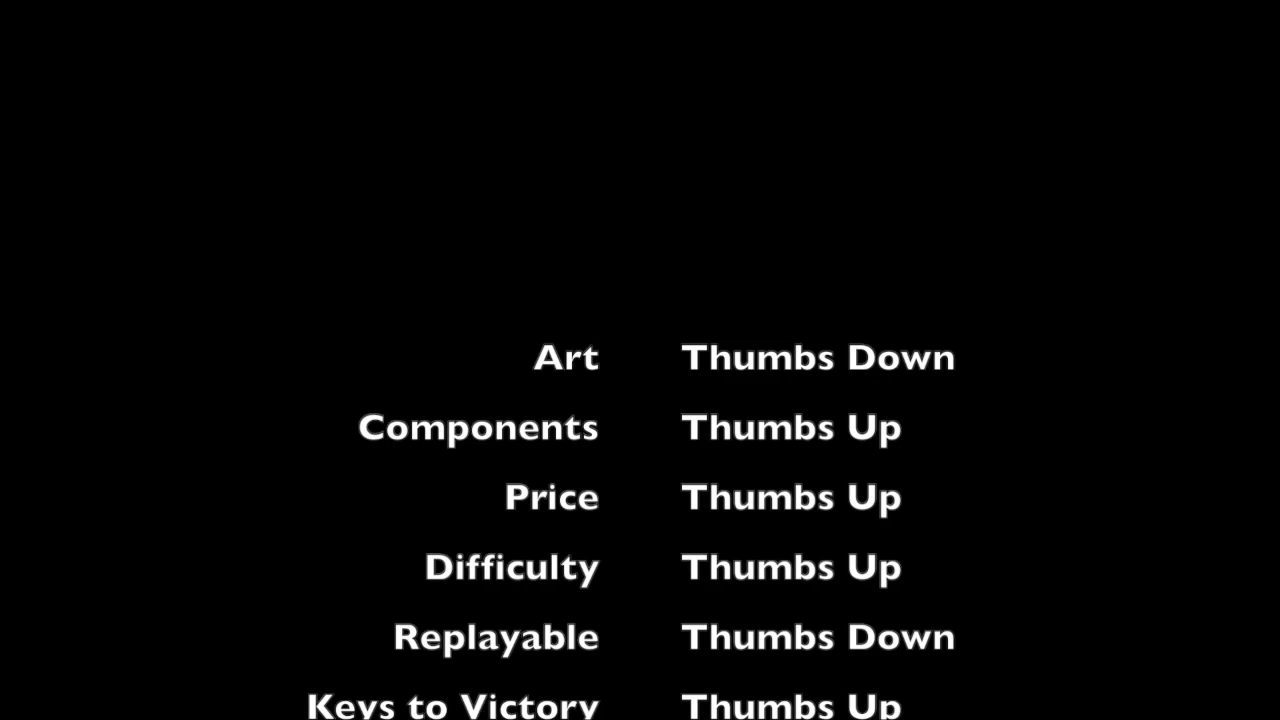 Art Thumbs Down
Components Thumbs Up
Price Thumbs Up
Difficulty Thumbs Up
Replayable Thumbs Down
Keys to Victory Thumbs Up